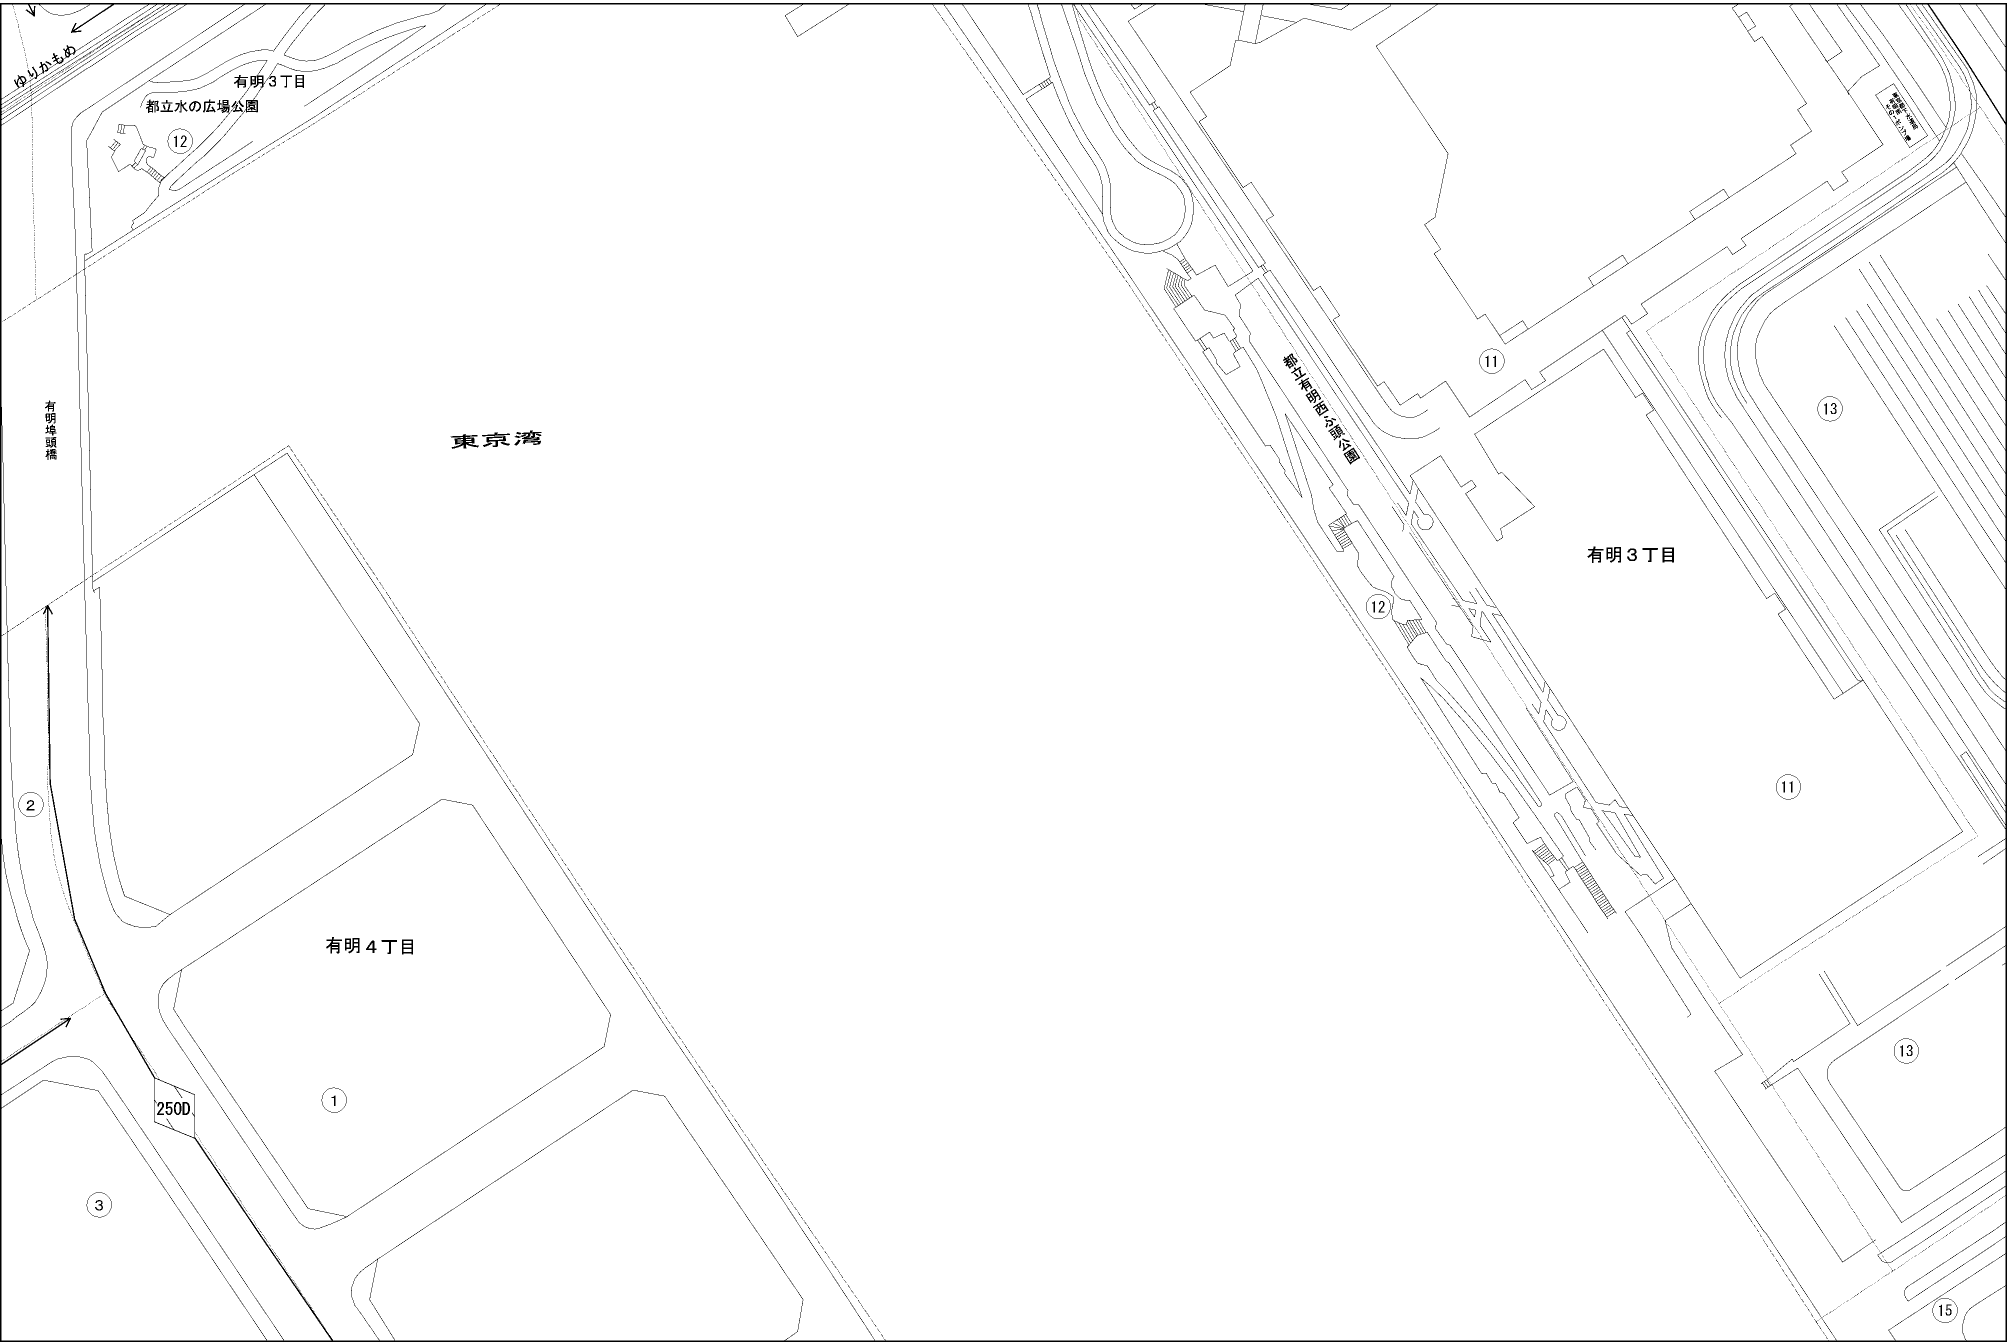 ゆりかもめ
有明３丁目
都立水の広場公園
12
有明埠頭橋
東京湾
都立有明西ふ頭公園
11
13
有明３丁目
12
2
11
有明４丁目
13
1
250D
3
15